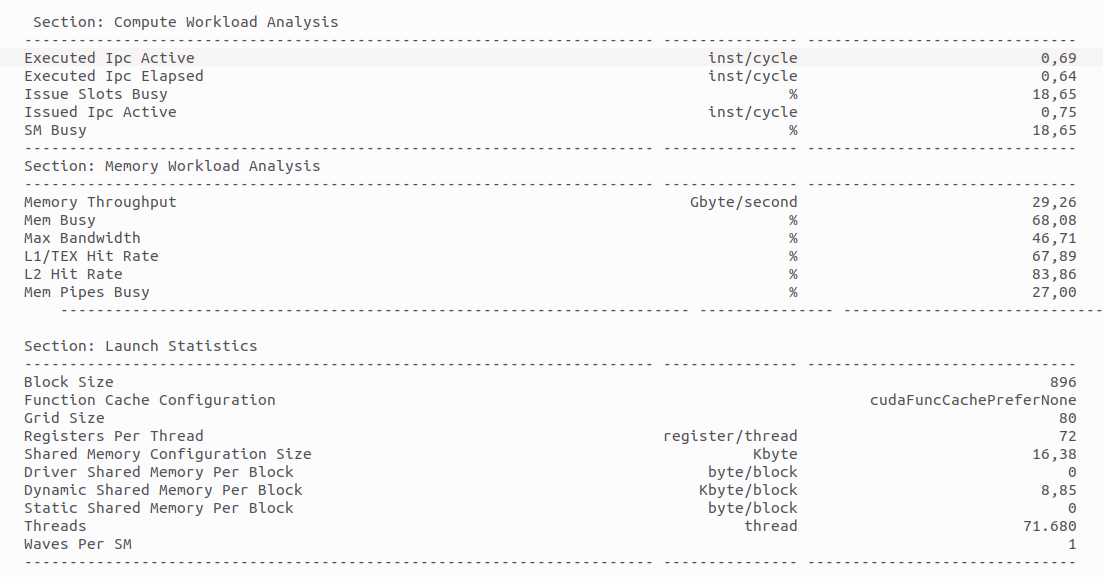 Section: Compute Workload Analysis
---------------------------------------------------------------------- --------------- ------------------------------
Executed Ipc Active inst/cycle 0,69
Executed Ipc Elapsed inst/cycle 0,64
Issue Slots Busy % 18,65
Issued Ipc Active inst/cycle 0,75
SM Busy % 18,65
---------------------------------------------------------------------- --------------- ------------------------------
Section: Memory Workload Analysis
---------------------------------------------------------------------- --------------- ------------------------------
Memory Throughput Gbyte/second 29,26
Mem Busy % 68,08
Max Bandwidth % 46,71
L1/TEX Hit Rate % 67,89
L2 Hit Rate % 83,86
Mem Pipes Busy % 27,00
---------------------------------------------------------------------- --------------- -----------------------------
Section: Launch Statistics
---------------------------------------------------------------------- --------------- ------------------------------
Block Size 896
Function Cache Configuration cudaFuncCachePreferNone
Grid Size 80
Registers Per Thread register/thread 72
Shared Memory Configuration Size Kbyte 16,38
Driver Shared Memory Per Block byte/block 0
Dynamic Shared Memory Per Block Kbyte/block 8,85
Static Shared Memory Per Block byte/block 0
Threads thread 71.680
Waves Per SM 1
---------------------------------------------------------------------- --------------- ------------------------------